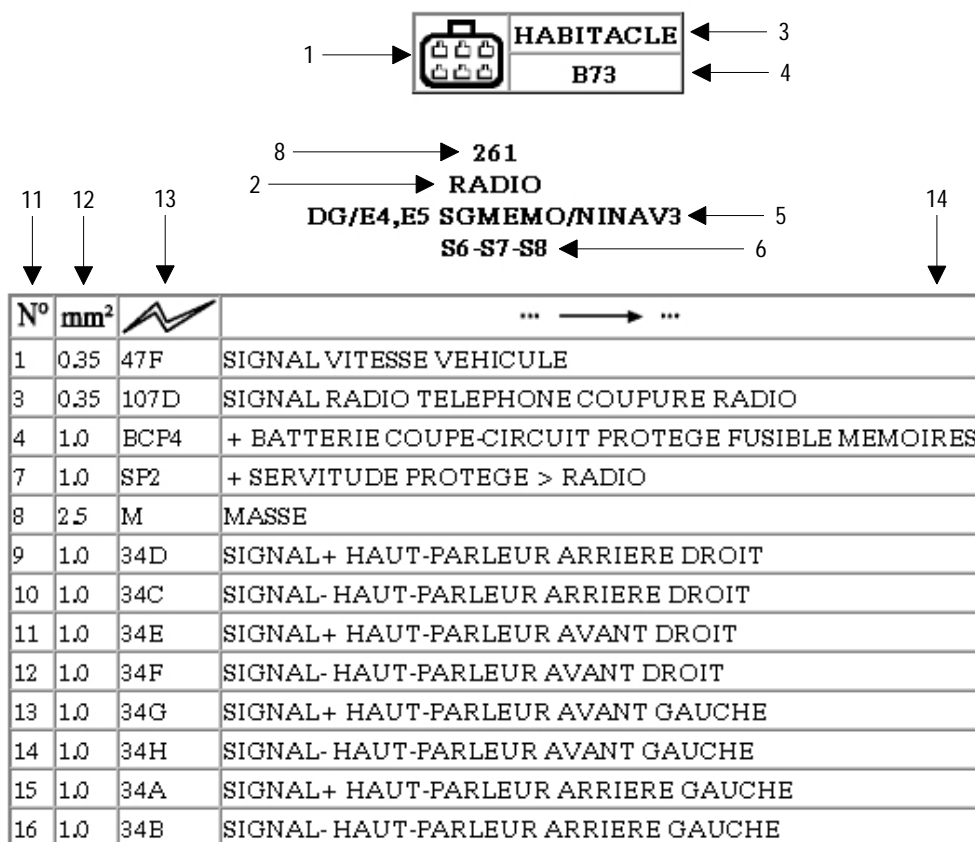 HABITACLE
3
1
B73
4
8
261
11
12
13
2
RADIO
14
DG/E4,E5 SGMEMO/NINAV3
5
S6-S7-S8
6
N° mm² ... ...
1 0.35 47F SIGNAL VITESSE VEHICULE
3 0.35 107D SIGNAL RADIO TELEPHONE COUPURE RADIO
4 1.0 BCP4 + BATTERIE COUPE-CIRCUIT PROTEGE FUSIBLE MEMOIRES
7 1.0 SP2 + SERVITUDE PROTEGE > RADIO
8 2.5 M MASSE
9 1.0 34D SIGNAL+ HAUT-PARLEUR ARRIERE DROIT
10 1.0 34C SIGNAL- HAUT-PARLEUR ARRIERE DROIT
11 1.0 34E SIGNAL+ HAUT-PARLEUR AVANT DROIT
12 1.0 34F SIGNAL- HAUT-PARLEUR AVANT DROIT
13 1.0 34G SIGNAL+ HAUT-PARLEUR AVANT GAUCHE
14 1.0 34H SIGNAL- HAUT-PARLEUR AVANT GAUCHE
15 1.0 34A SIGNAL+ HAUT-PARLEUR ARRIERE GAUCHE
16 1.0 34B SIGNAL- HAUT-PARLEUR ARRIERE GAUCHE